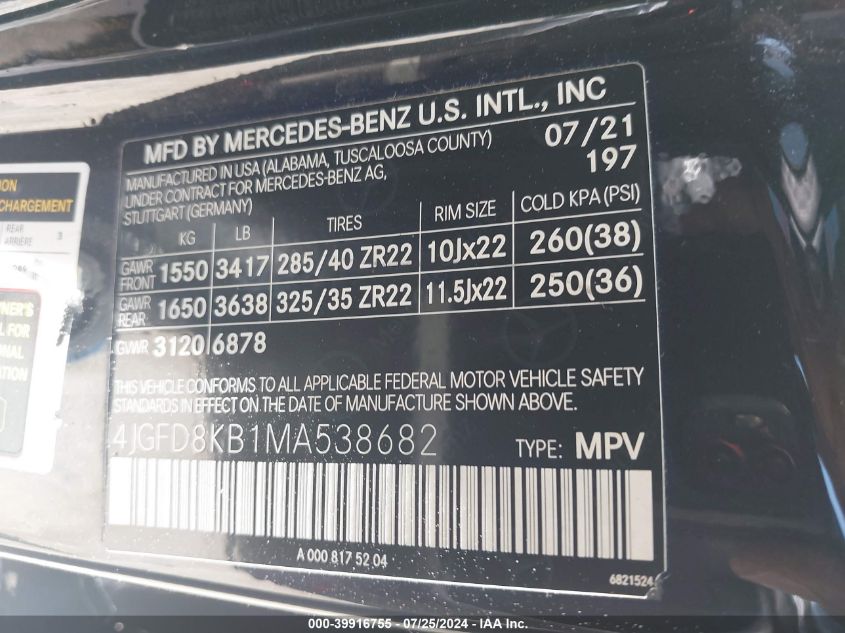 MFD BY MERCEDES-BENZ U.S. INTL., INC
MANUFACTURED IN USA (ALABAMA, TUSCALOOSA COUNTY) 07/21
UNDER CONTRACT FOR MERCEDES-BENZ AG, 197
STUTTGART (GERMANY)
KG LB TIRES RIM SIZE COLD KPA (PSI)
GAWR FRONT 1550 3417 285/40 ZR22 10Jx22 260(38)
GAWR REAR 1650 3638 325/35 ZR22 11.5Jx22 250(36)
GVWR 3120 6878
THIS VEHICLE CONFORMS TO ALL APPLICABLE FEDERAL MOTOR VEHICLE SAFETY
STANDARDS IN EFFECT ON THE DATE OF MANUFACTURE SHOWN ABOVE.
4JGFD8KB1MA538682 TYPE: MPV
A 000 817 52 04
6821524
CHARGEMENT
REAR
ARRIÈRE
FOR
000-39916755 - 07/25/2024 - © IAA, Inc.